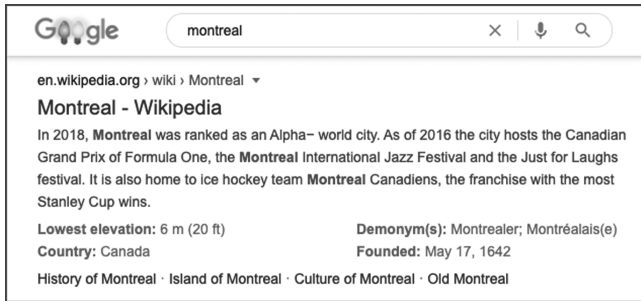 Google
montreal
en.wikipedia.org › wiki › Montreal
Montreal - Wikipedia
In 2018, Montreal was ranked as an Alpha− world city. As of 2016 the city hosts the Canadian
Grand Prix of Formula One, the Montreal International Jazz Festival and the Just for Laughs
festival. It is also home to ice hockey team Montreal Canadiens, the franchise with the most
Stanley Cup wins.
Lowest elevation: 6 m (20 ft) Demonym(s): Montrealer; Montréalais(e)
Country: Canada Founded: May 17, 1642
History of Montreal · Island of Montreal · Culture of Montreal · Old Montreal